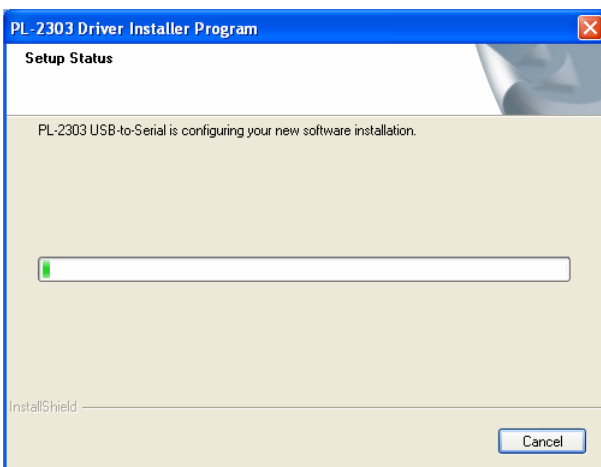 PL-2303 Driver Installer Program
Setup Status
PL-2303 USB-to-Serial is configuring your new software installation.
InstallShield
Cancel